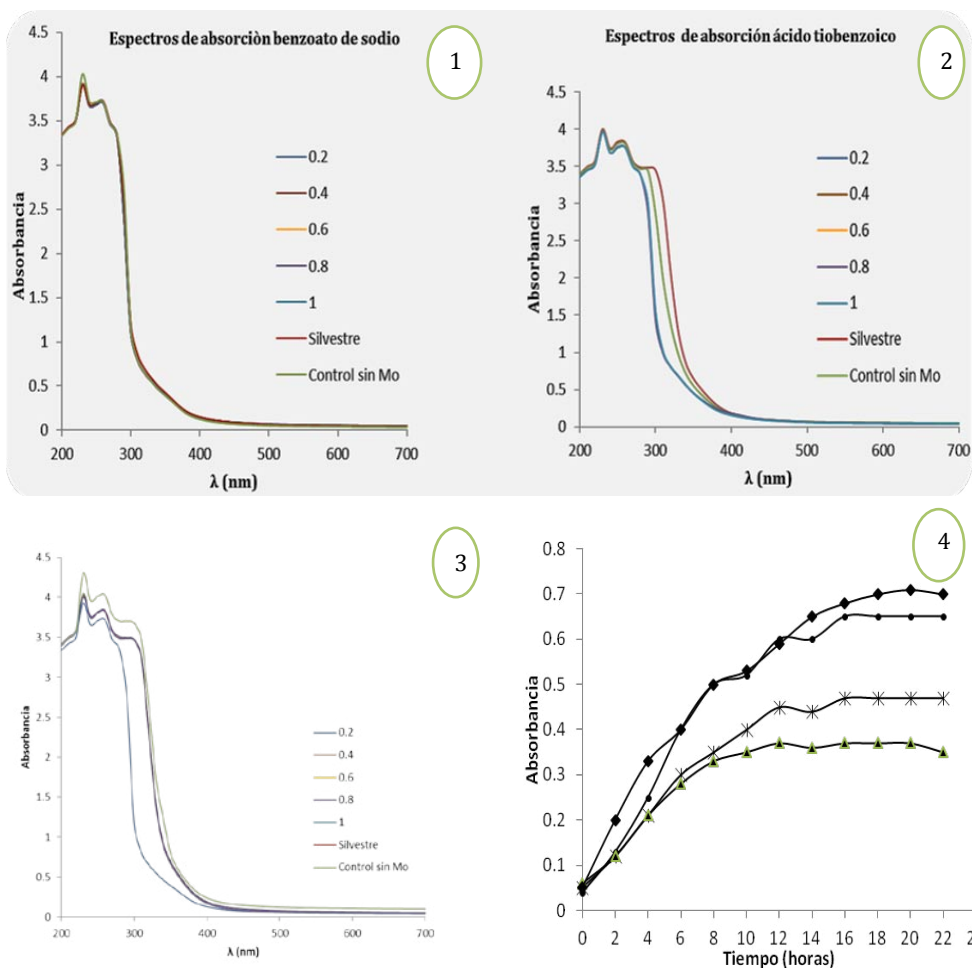 Espectros de absorciòn benzoato de sodio
1
4.5
4
3.5
3
2.5
2
1.5
1
0.5
0
Absorbancia
200 300 400 500 600 700
λ (nm)
0.2
0.4
0.6
0.8
1
Silvestre
Control sin Mo
Espectros de absorción ácido tiobenzoico
2
4.5
4
3.5
3
2.5
2
1.5
1
0.5
0
Absorbancia
200 300 400 500 600 700
λ (nm)
0.2
0.4
0.6
0.8
1
Silvestre
Control sin Mo
3
4.5
4
3.5
3
2.5
2
1.5
1
0.5
0
Absorbancia
200 300 400 500 600 700
λ (nm)
0.2
0.4
0.6
0.8
1
Silvestre
Control sin Mo
4
0.8
0.7
0.6
0.5
0.4
0.3
0.2
0.1
0
Absorbancia
0 2 4 6 8 10 12 14 16 18 20 22 2
Tiempo (horas)